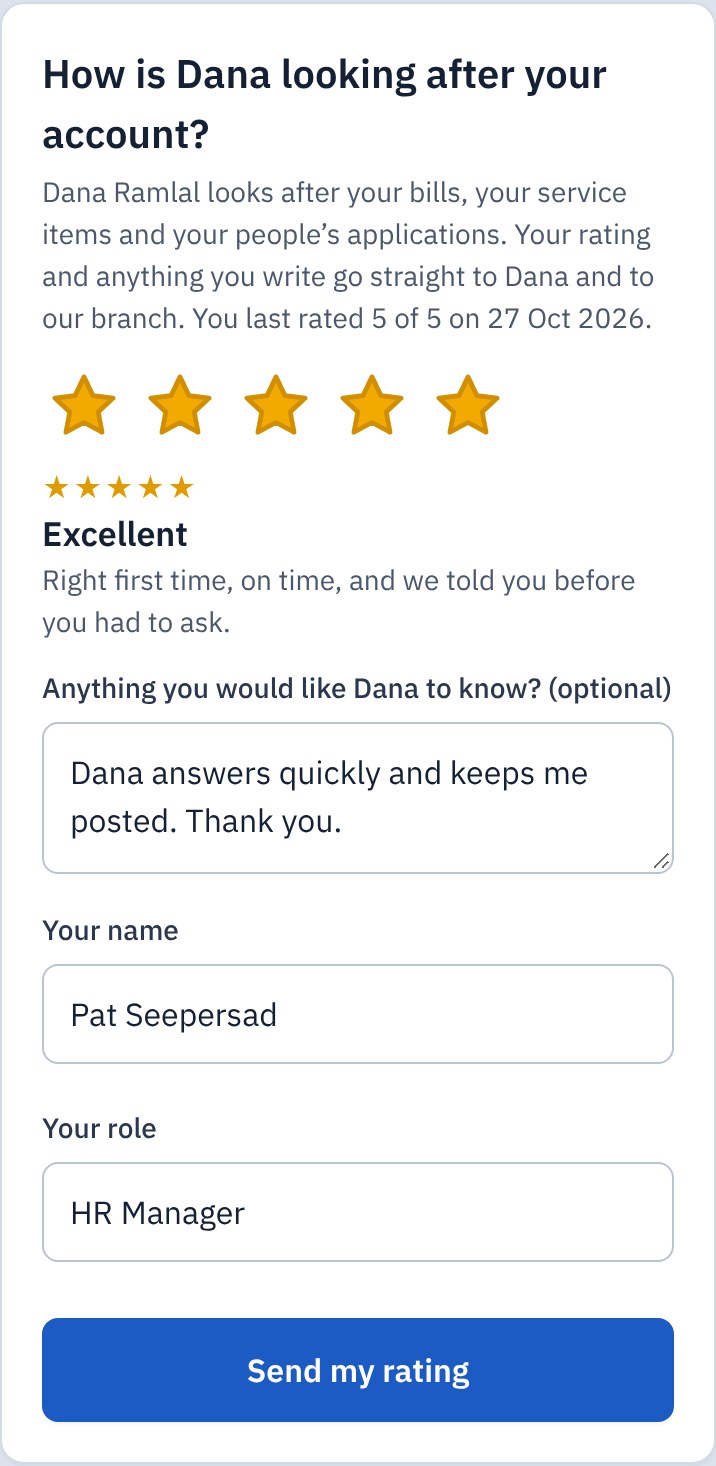 How is Dana looking after your
account?
Dana Ramlal looks after your bills, your service
items and your people’s applications. Your rating
and anything you write go straight to Dana and to
our branch. You last rated 5 of 5 on 27 Oct 2026.
★★★★★
Excellent
Right first time, on time, and we told you before
you had to ask.
Anything you would like Dana to know? (optional)
Dana answers quickly and keeps me
posted. Thank you.
Your name
Pat Seepersad
Your role
HR Manager
Send my rating